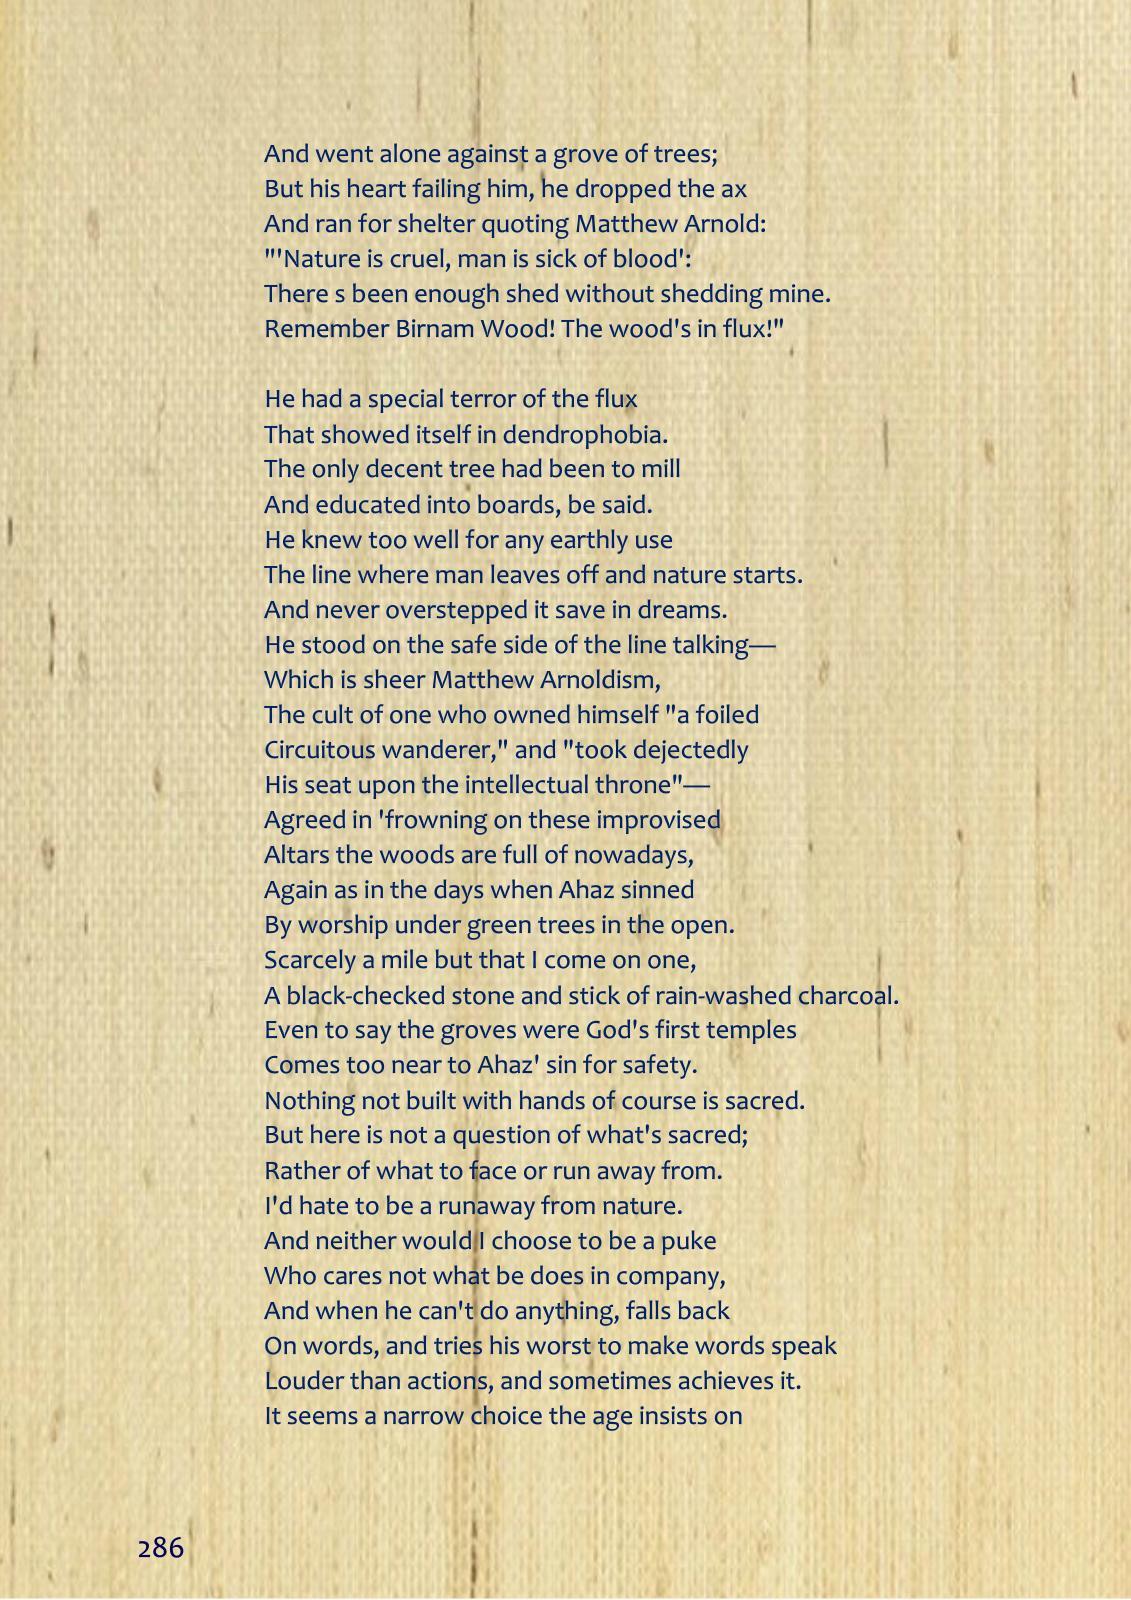 And went alone against a grove of trees;
But his heart failing him, he dropped the ax
And ran for shelter quoting Matthew Arnold:
"'Nature is cruel, man is sick of blood':
There s been enough shed without shedding mine.
Remember Birnam Wood! The wood's in flux!"

He had a special terror of the flux
That showed itself in dendrophobia.
The only decent tree had been to mill
And educated into boards, be said.
He knew too well for any earthly use
The line where man leaves off and nature starts.
And never overstepped it save in dreams.
He stood on the safe side of the line talking—
Which is sheer Matthew Arnoldism,
The cult of one who owned himself "a foiled
Circuitous wanderer," and "took dejectedly
His seat upon the intellectual throne"—
Agreed in 'frowning on these improvised
Altars the woods are full of nowadays,
Again as in the days when Ahaz sinned
By worship under green trees in the open.
Scarcely a mile but that I come on one,
A black-checked stone and stick of rain-washed charcoal.
Even to say the groves were God's first temples
Comes too near to Ahaz' sin for safety.
Nothing not built with hands of course is sacred.
But here is not a question of what's sacred;
Rather of what to face or run away from.
I'd hate to be a runaway from nature.
And neither would I choose to be a puke
Who cares not what be does in company,
And when he can't do anything, falls back
On words, and tries his worst to make words speak
Louder than actions, and sometimes achieves it.
It seems a narrow choice the age insists on
286